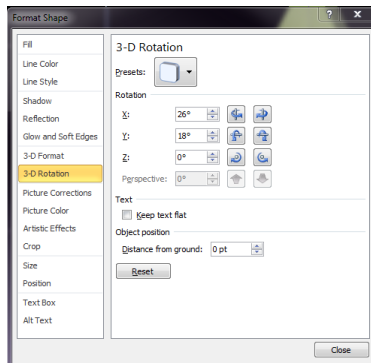 Format Shape
?
X
Fill
Line Color
Line Style
Shadow
Reflection
Glow and Soft Edges
3-D Format
3-D Rotation
Picture Corrections
Picture Color
Artistic Effects
Crop
Size
Position
Text Box
Alt Text
3-D Rotation
Presets:
Rotation
X: 26°
Y: 18°
Z: 0°
Perspective: 0°
Text
Keep text flat
Object position
Distance from ground: 0 pt
Reset
Close